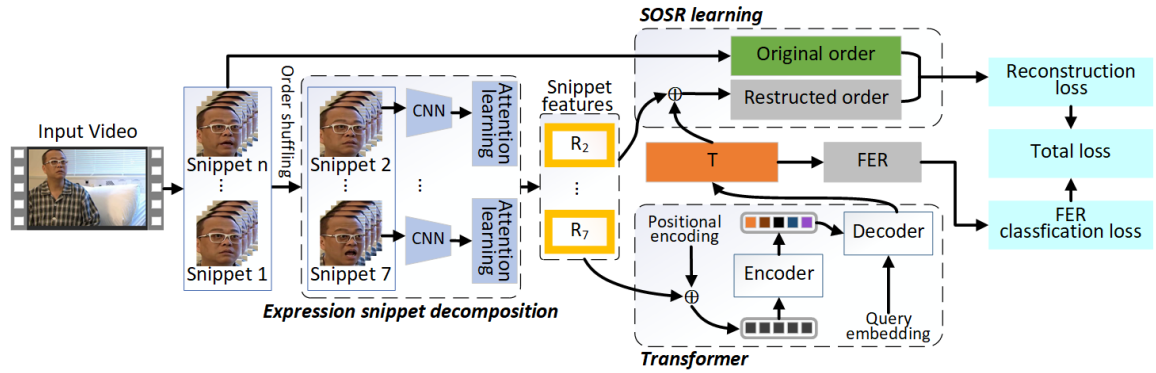 SOSR learning
Original order
Restructed order
Reconstruction
loss
Total loss
FER
classfication loss
Input Video
Snippet n
Snippet 1
Order shuffling
Snippet 2
Snippet 7
CNN
CNN
Attention
learning
Attention
learning
Expression snippet decomposition
Snippet
features
R2
R7
T
FER
Positional
encoding
Encoder
Decoder
Query
embedding
Transformer